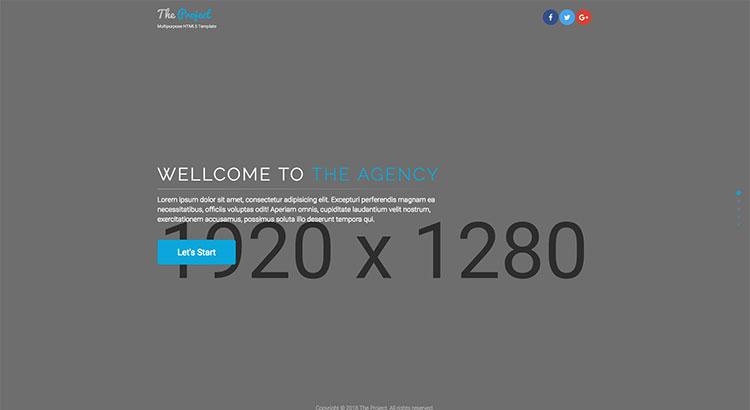 The Project
Multipurpose HTML5 Template
WELLCOME TO THE AGENCY
Lorem ipsum dolor sit amet, consectetur adipisicing elit. Excepturi perferendis magnam ea
necessitatibus, officiis voluptas odit! Aperiam omnis, cupiditate laudantium velit nostrum,
exercitationem accusamus, possimus soluta illo deserunt tempora qui.
1920 x 1280
Let's Start
Copyright © 2018 The Project. All rights reserved.